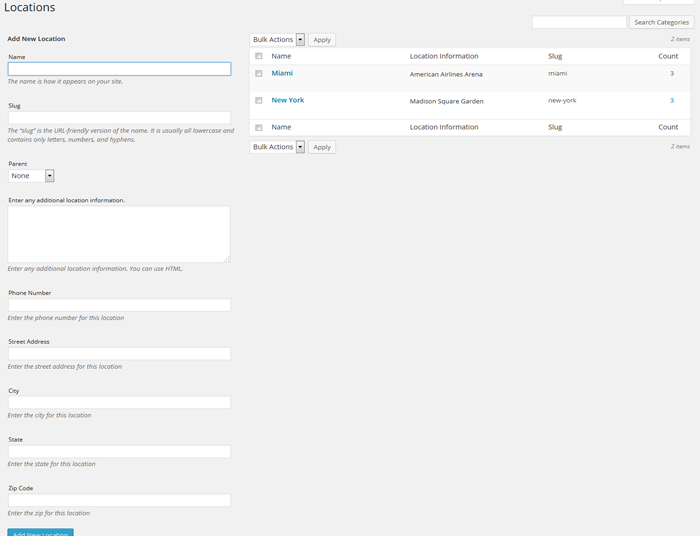 Locations
Search Categories
Add New Location
Name
The name is how it appears on your site.
Slug
The "slug" is the URL-friendly version of the name. It is usually all lowercase and
contains only letters, numbers, and hyphens.
Parent
None
Enter any additional location information.
Enter any additional location information. You can use HTML.
Phone Number
Enter the phone number for this location
Street Address
Enter the street address for this location
City
Enter the city for this location
State
Enter the state for this location
Zip Code
Enter the zip for this location
Add New Location
Bulk Actions Apply 2 items
Name Location Information Slug Count
Miami American Airlines Arena miami 3
New York Madison Square Garden new-york 3
Name Location Information Slug Count
Bulk Actions Apply 2 items